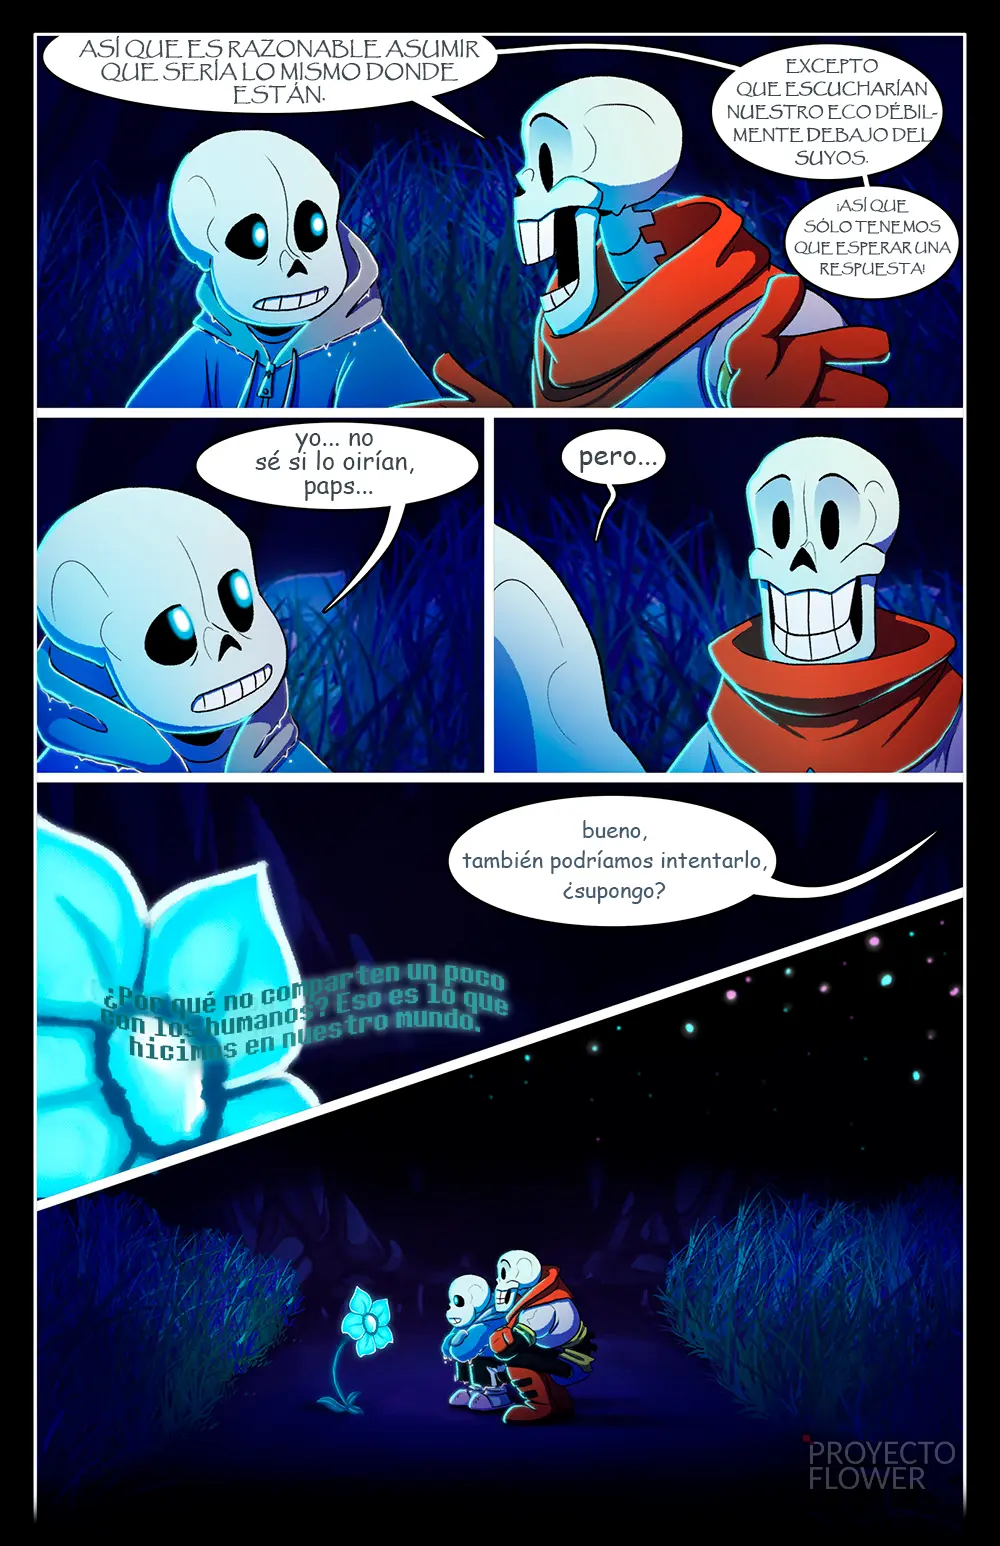 ASÍ QUE ES RAZONABLE ASUMIR
QUE SERÍA LO MISMO DONDE
ESTÁN.
EXCEPTO
QUE ESCUCHARÍAN
NUESTRO ECO DÉBIL-
MENTE DEBAJO DEL
SUYOS.
¡ASÍ QUE
SÓLO TENEMOS
QUE ESPERAR UNA
RESPUESTA!
yo... no
sé si lo oirían,
paps...
pero...
bueno,
también podríamos intentarlo,
¿supongo?
¿Por qué no comparten un poco
con los humanos? Eso es lo que
hicimos en nuestro mundo.
PROYECTO
FLOWER